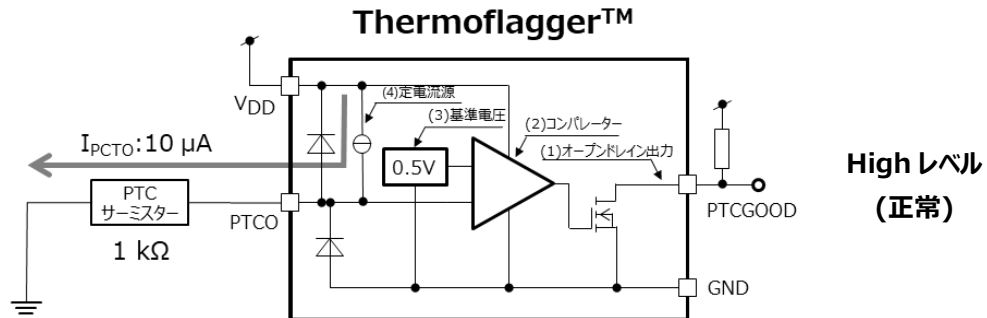 Thermoflagger™
VDD
(4)定電流源
(3)基準電圧
(2)コンパレーター
(1)オープンドレイン出力
IPCTO:10 µA
0.5V
High レベル
(正常)
PTC
サーミスター
PTCO
PTCGOOD
1 kΩ
GND